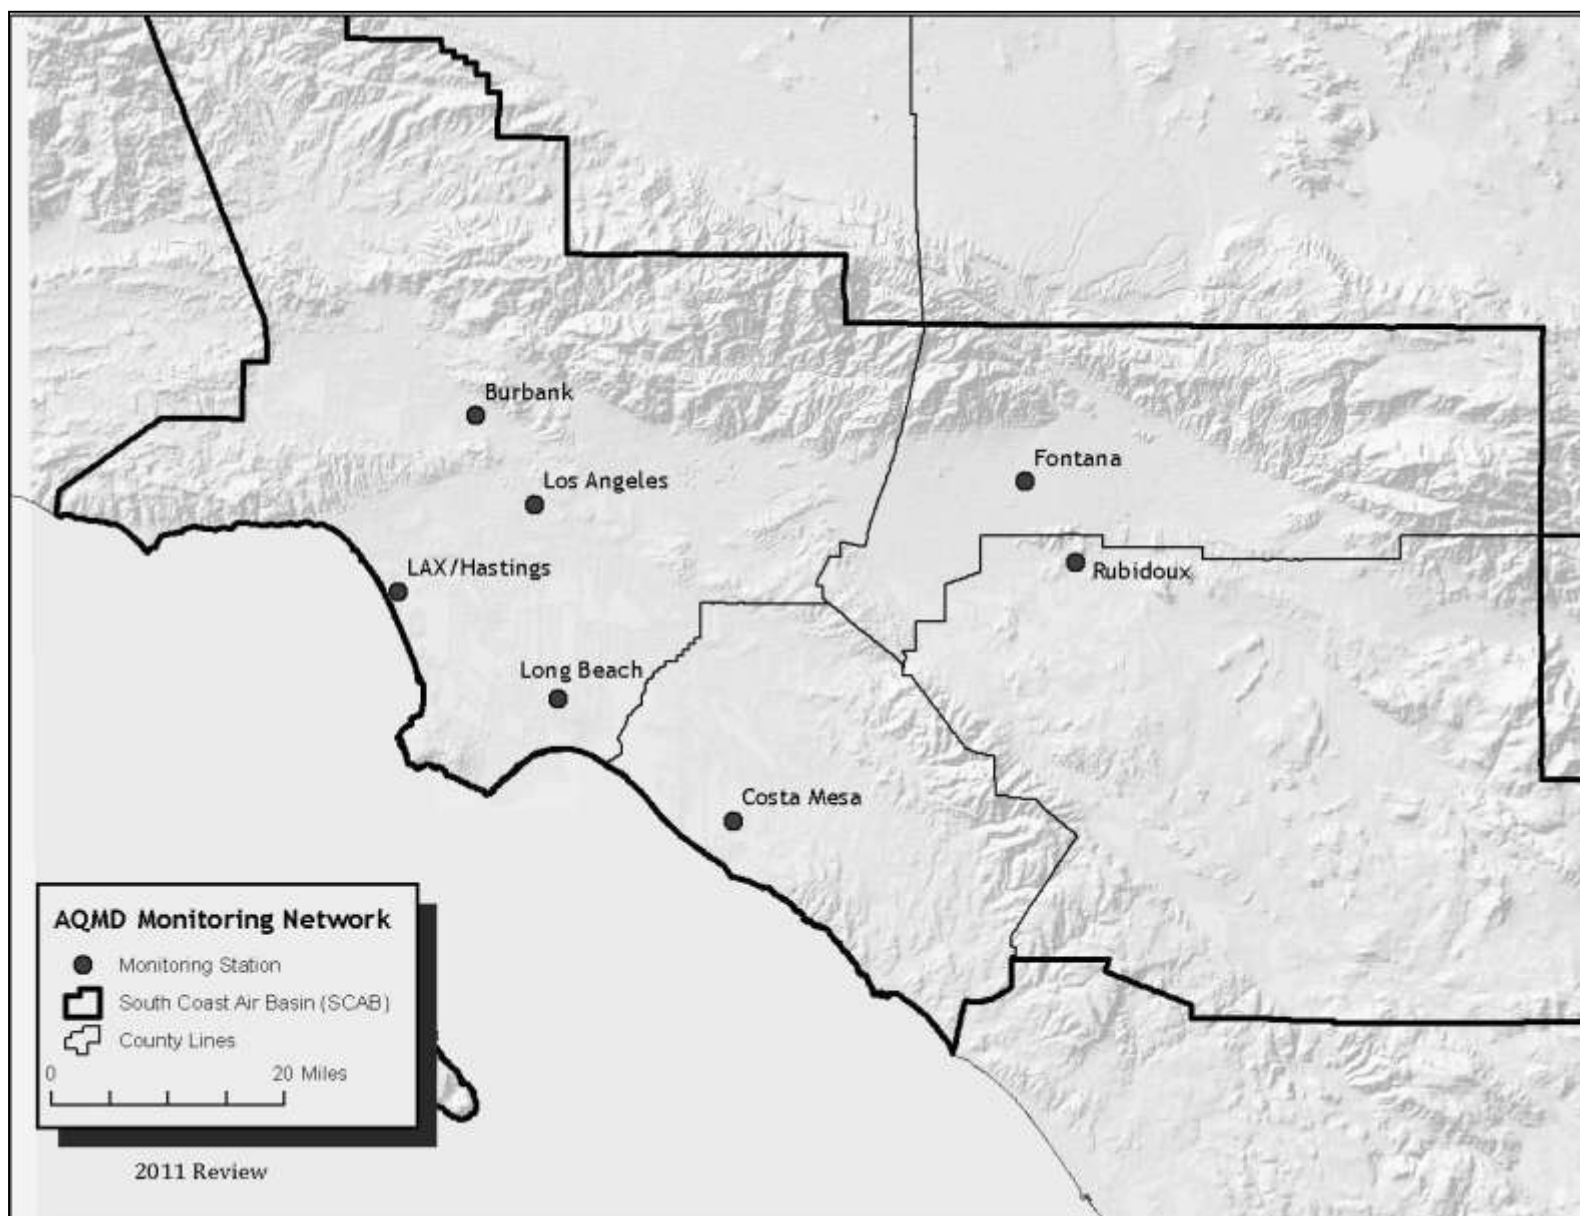 Burbank
Los Angeles
Fontana
LAX/Hastings
Rubidoux
Long Beach
Costa Mesa
AQMD Monitoring Network
Monitoring Station
South Coast Air Basin (SCAB)
County Lines
0 20 Miles
2011 Review